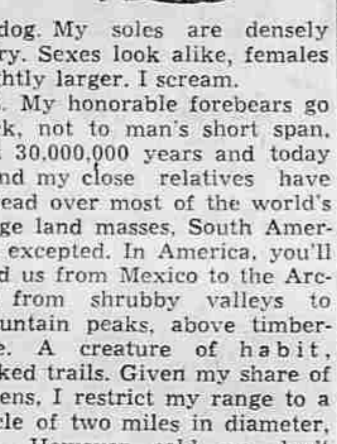 dog. My soles are densely
ry. Sexes look alike, females
ghtly larger. I scream.
. My honorable forebears go
k, not to man's short span,
30,000,000 years and today
nd my close relatives have
ead over most of the world's
ge land masses, South Amer-
excepted. In America, you'll
d us from Mexico to the Arc-
from shrubby valleys to
untain peaks, above timber-
e. A creature of habit,
ked trails. Given my share of
ens, I restrict my range to a
cle of two miles in diameter,